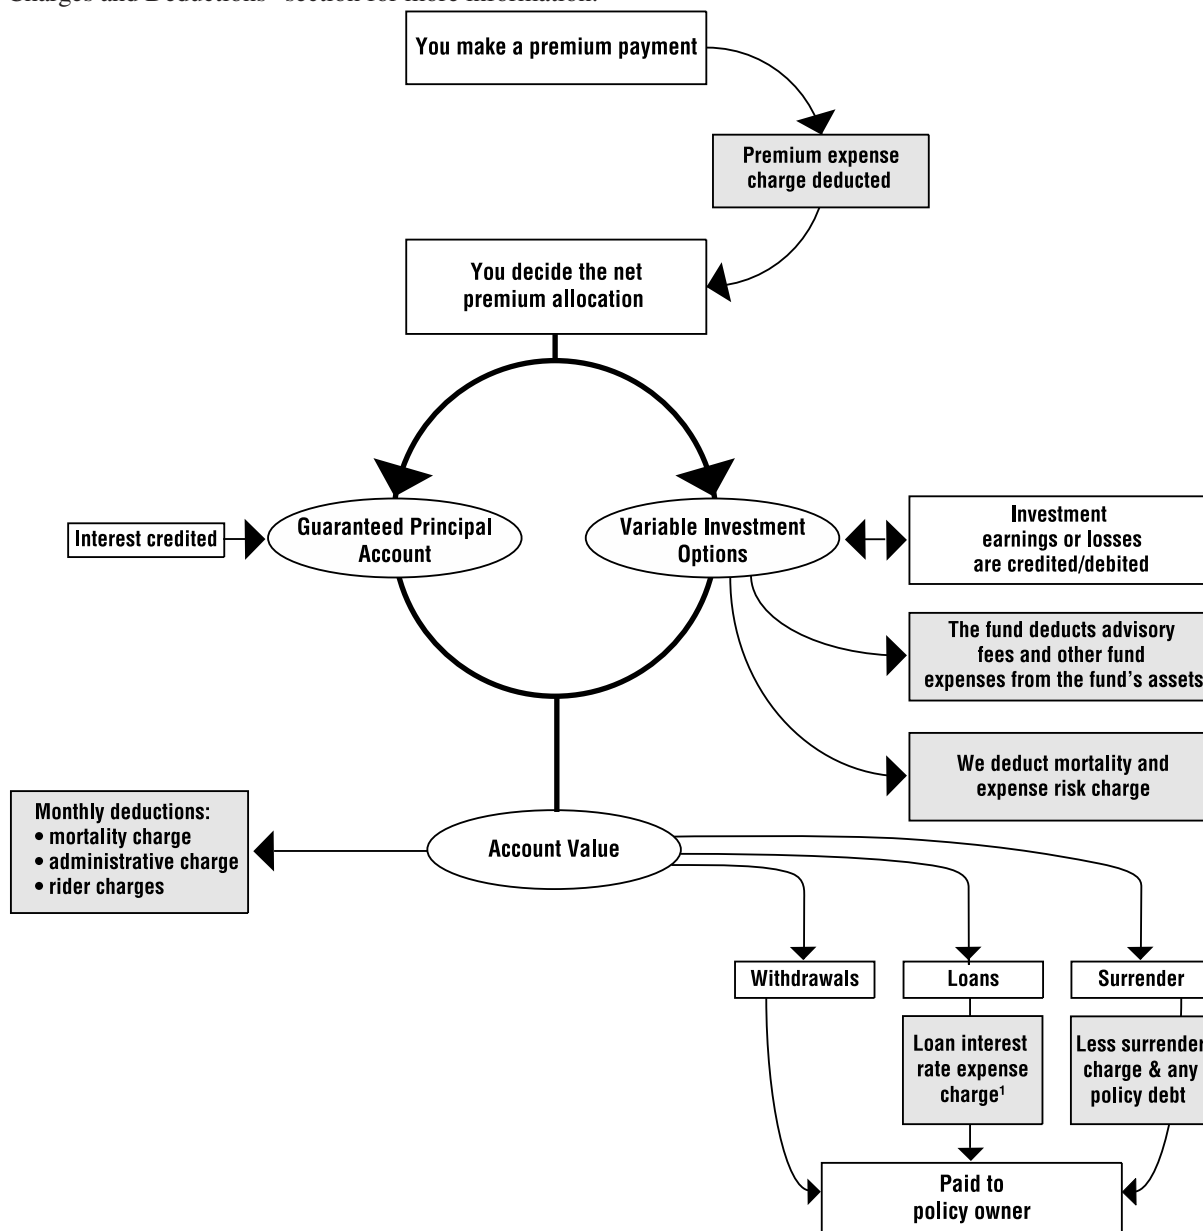 Charges and Deductions” section for more information.
You make a premium payment
Premium expense
charge deducted
You decide the net
premium allocation
Interest credited
Guaranteed Principal
Account
Variable Investment
Options
Investment
earnings or losses
are credited/debited
The fund deducts advisory
fees and other fund
expenses from the fund’s assets
We deduct mortality and
expense risk charge
Monthly deductions:
• mortality charge
• administrative charge
• rider charges
Account Value
Withdrawals
Loans
Surrender
Loan interest
rate expense
charge¹
Less surrender
charge & any
policy debt
Paid to
policy owner